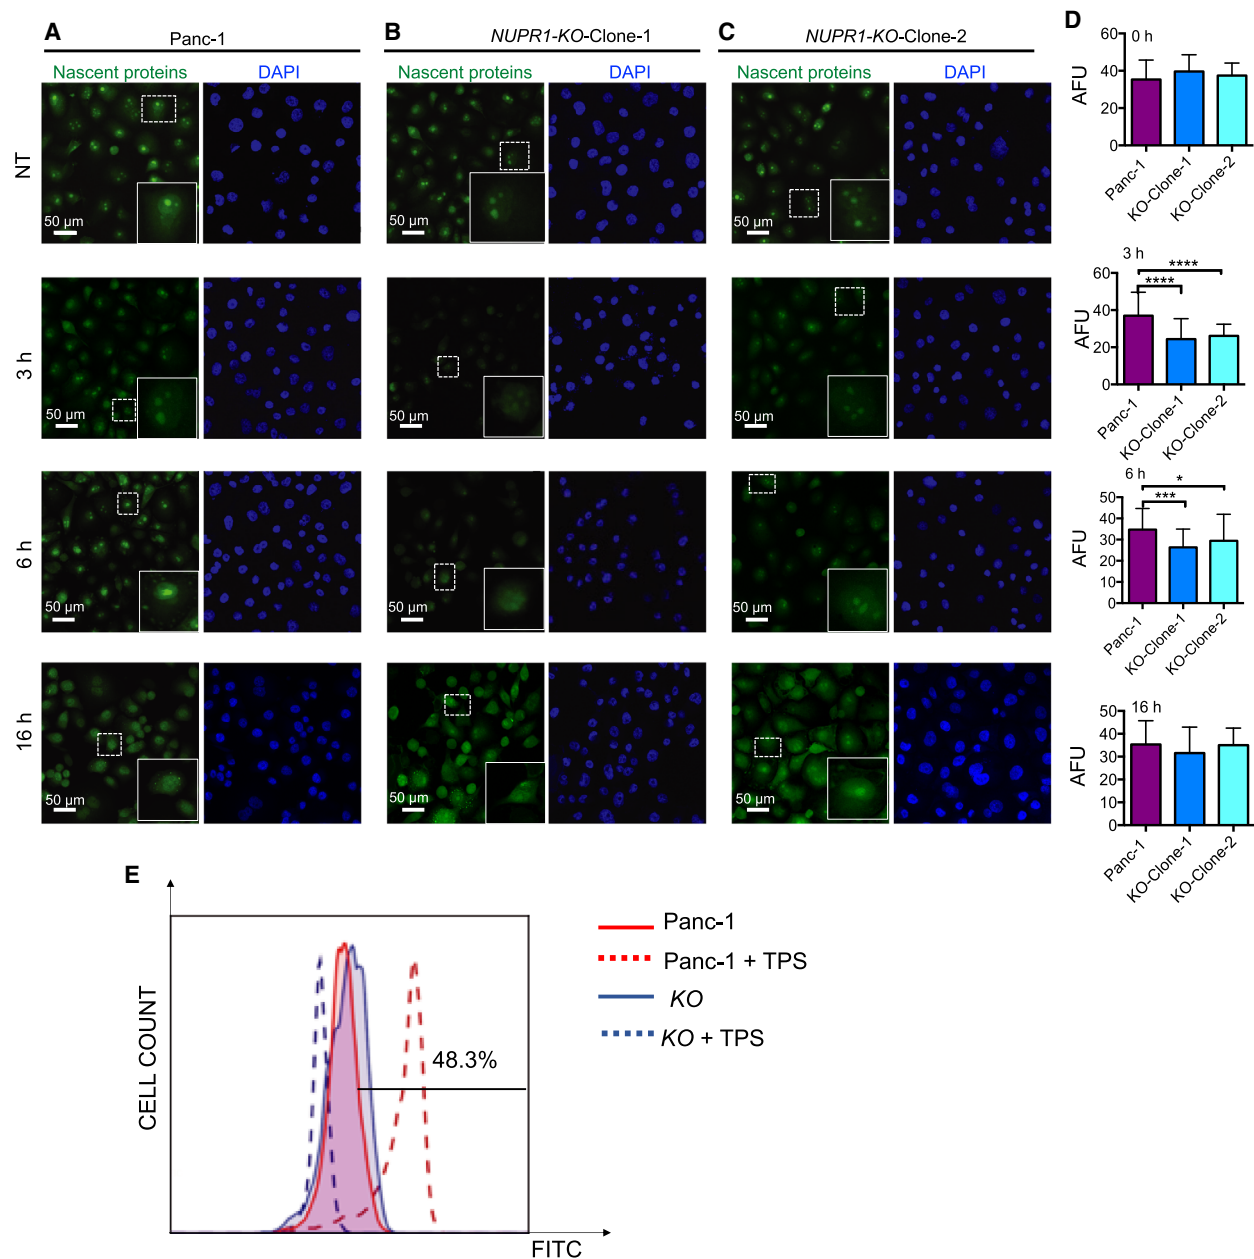 A
Panc-1
B
NUPR1-KO-Clone-1
C
NUPR1-KO-Clone-2
D
Nascent proteins
DAPI
Nascent proteins
DAPI
Nascent proteins
DAPI
NT
50 µm
50 µm
50 µm
3 h
50 µm
50 µm
50 µm
6 h
50 µm
50 µm
50 µm
16 h
50 µm
50 µm
50 µm
0 h
AFU
60
40
20
0
Panc-1
KO-Clone-1
KO-Clone-2
3 h
AFU
60
40
20
0
****
****
Panc-1
KO-Clone-1
KO-Clone-2
6 h
AFU
50
40
30
20
10
0
*
***
Panc-1
KO-Clone-1
KO-Clone-2
16 h
AFU
50
40
30
20
10
0
Panc-1
KO-Clone-1
KO-Clone-2
E
CELL COUNT
48.3%
FITC
Panc-1
Panc-1 + TPS
KO
KO + TPS